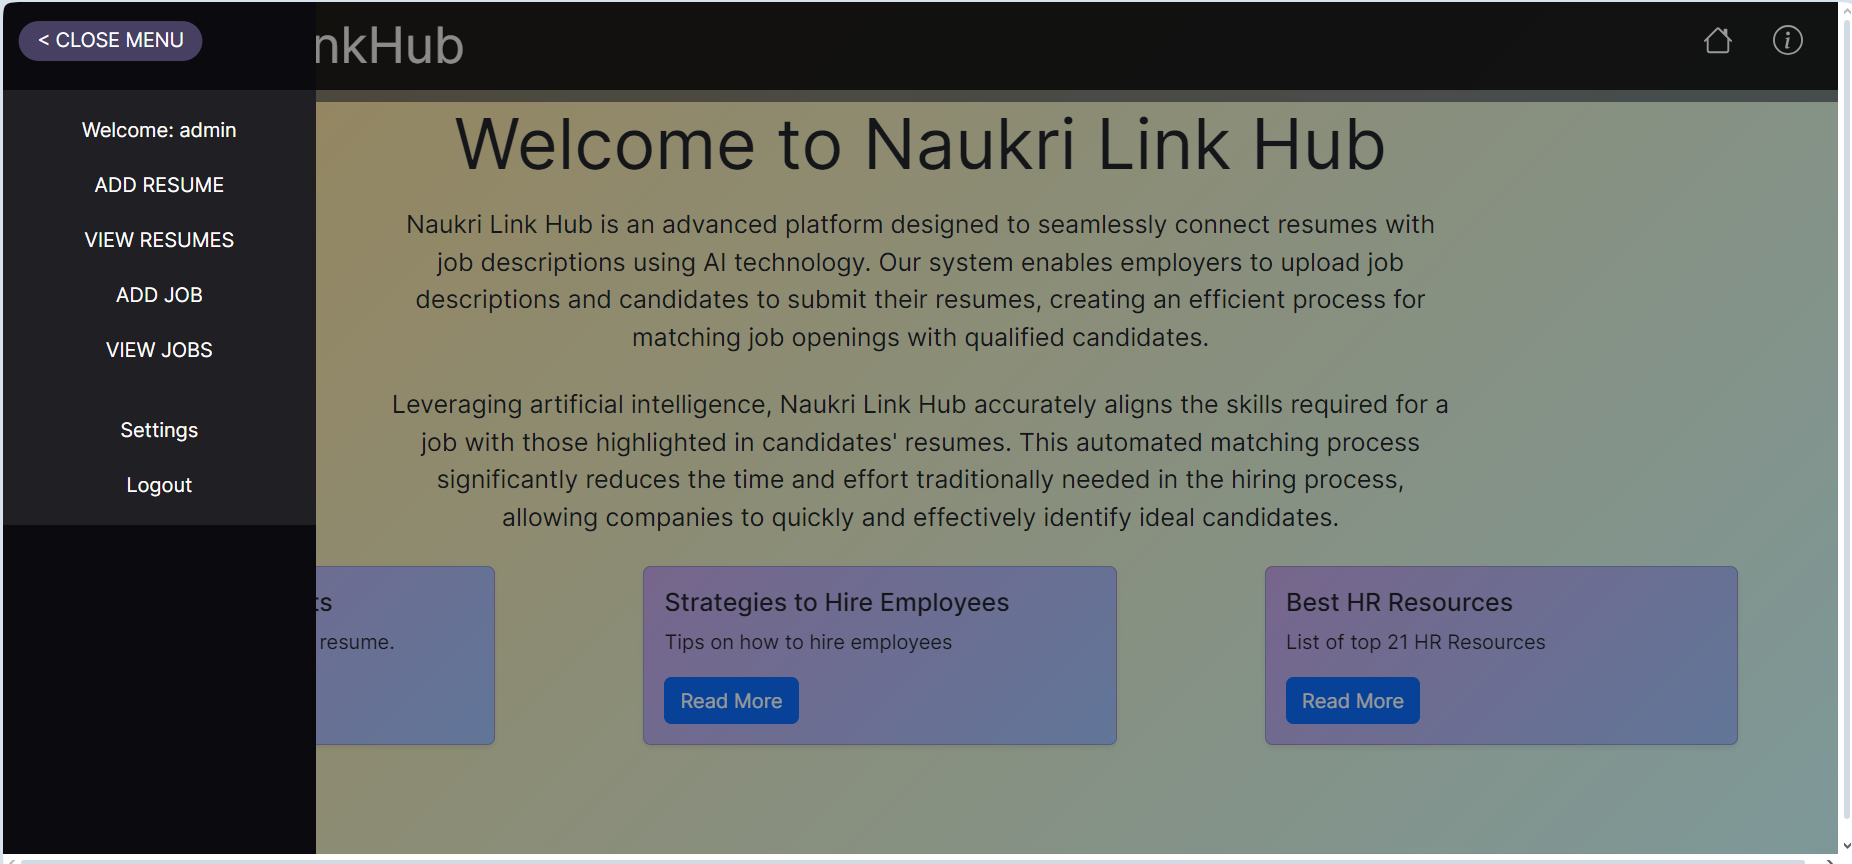 < CLOSE MENU
nkHub
Welcome: admin
ADD RESUME
VIEW RESUMES
ADD JOB
VIEW JOBS
Settings
Logout
Welcome to Naukri Link Hub
Naukri Link Hub is an advanced platform designed to seamlessly connect resumes with
job descriptions using AI technology. Our system enables employers to upload job
descriptions and candidates to submit their resumes, creating an efficient process for
matching job openings with qualified candidates.
Leveraging artificial intelligence, Naukri Link Hub accurately aligns the skills required for a
job with those highlighted in candidates' resumes. This automated matching process
significantly reduces the time and effort traditionally needed in the hiring process,
allowing companies to quickly and effectively identify ideal candidates.
ts
resume.
Strategies to Hire Employees
Tips on how to hire employees
Read More
Best HR Resources
List of top 21 HR Resources
Read More